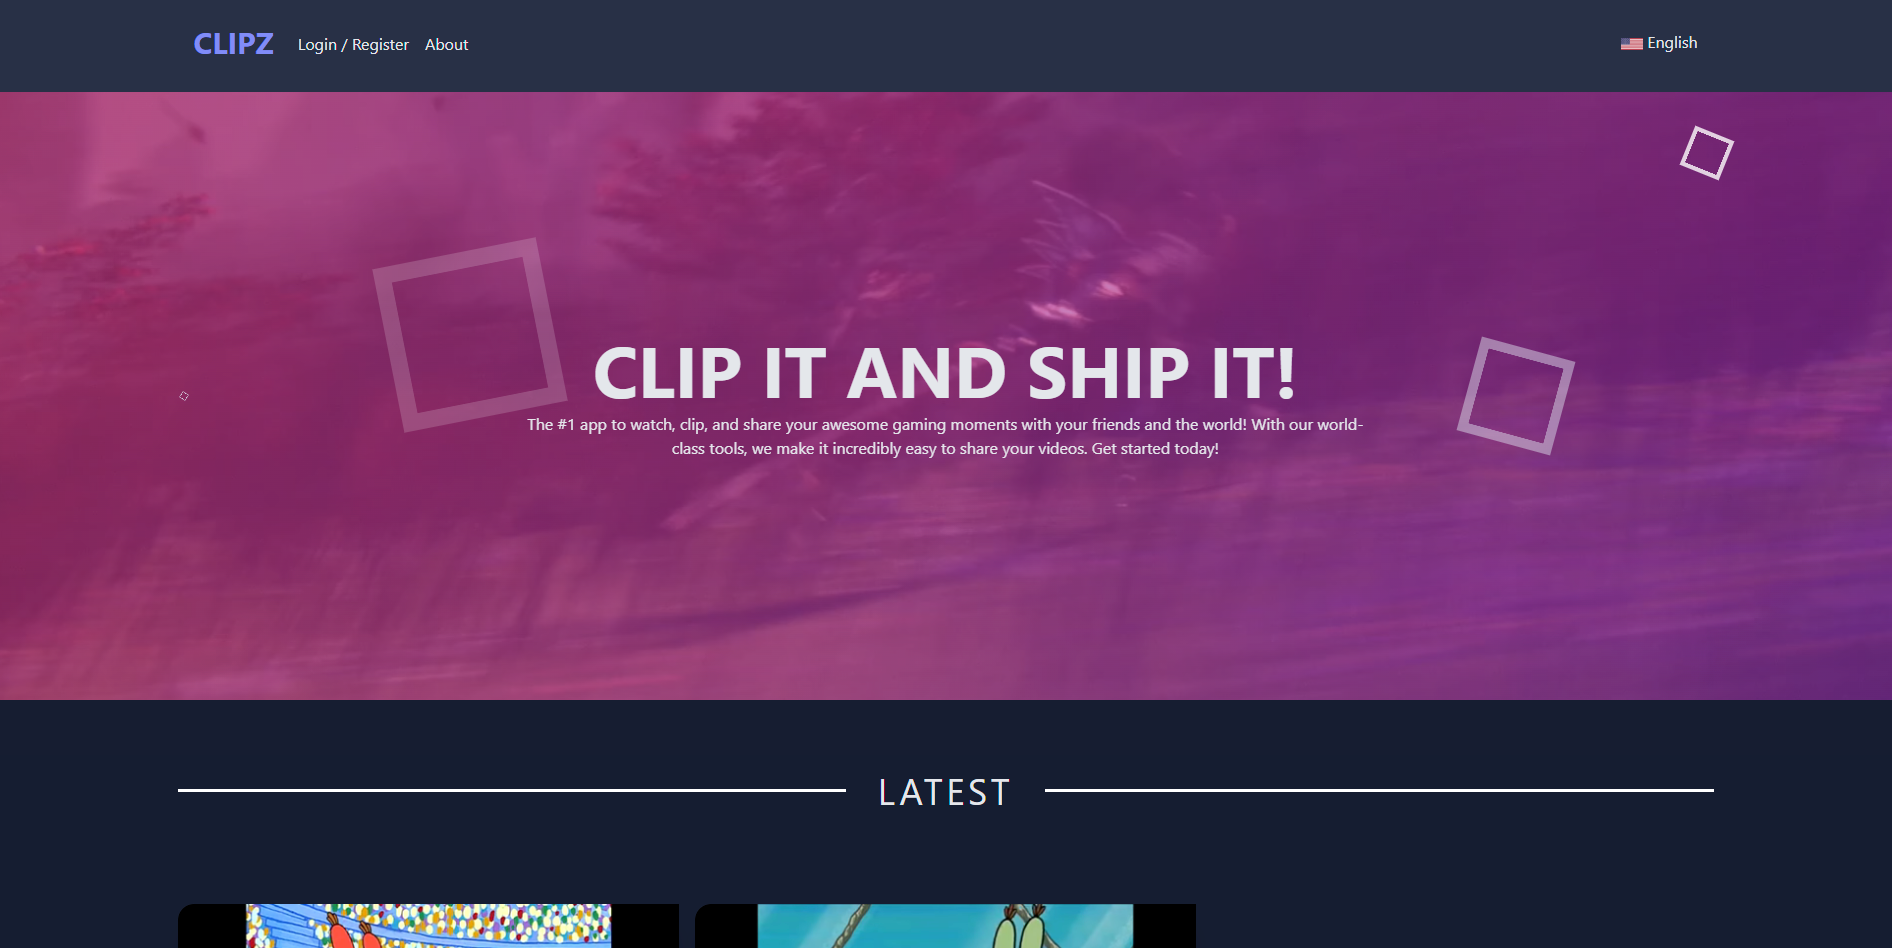 CLIPZ Login / Register About English
CLIP IT AND SHIP IT!
The #1 app to watch, clip, and share your awesome gaming moments with your friends and the world! With our world-
class tools, we make it incredibly easy to share your videos. Get started today!
LATEST